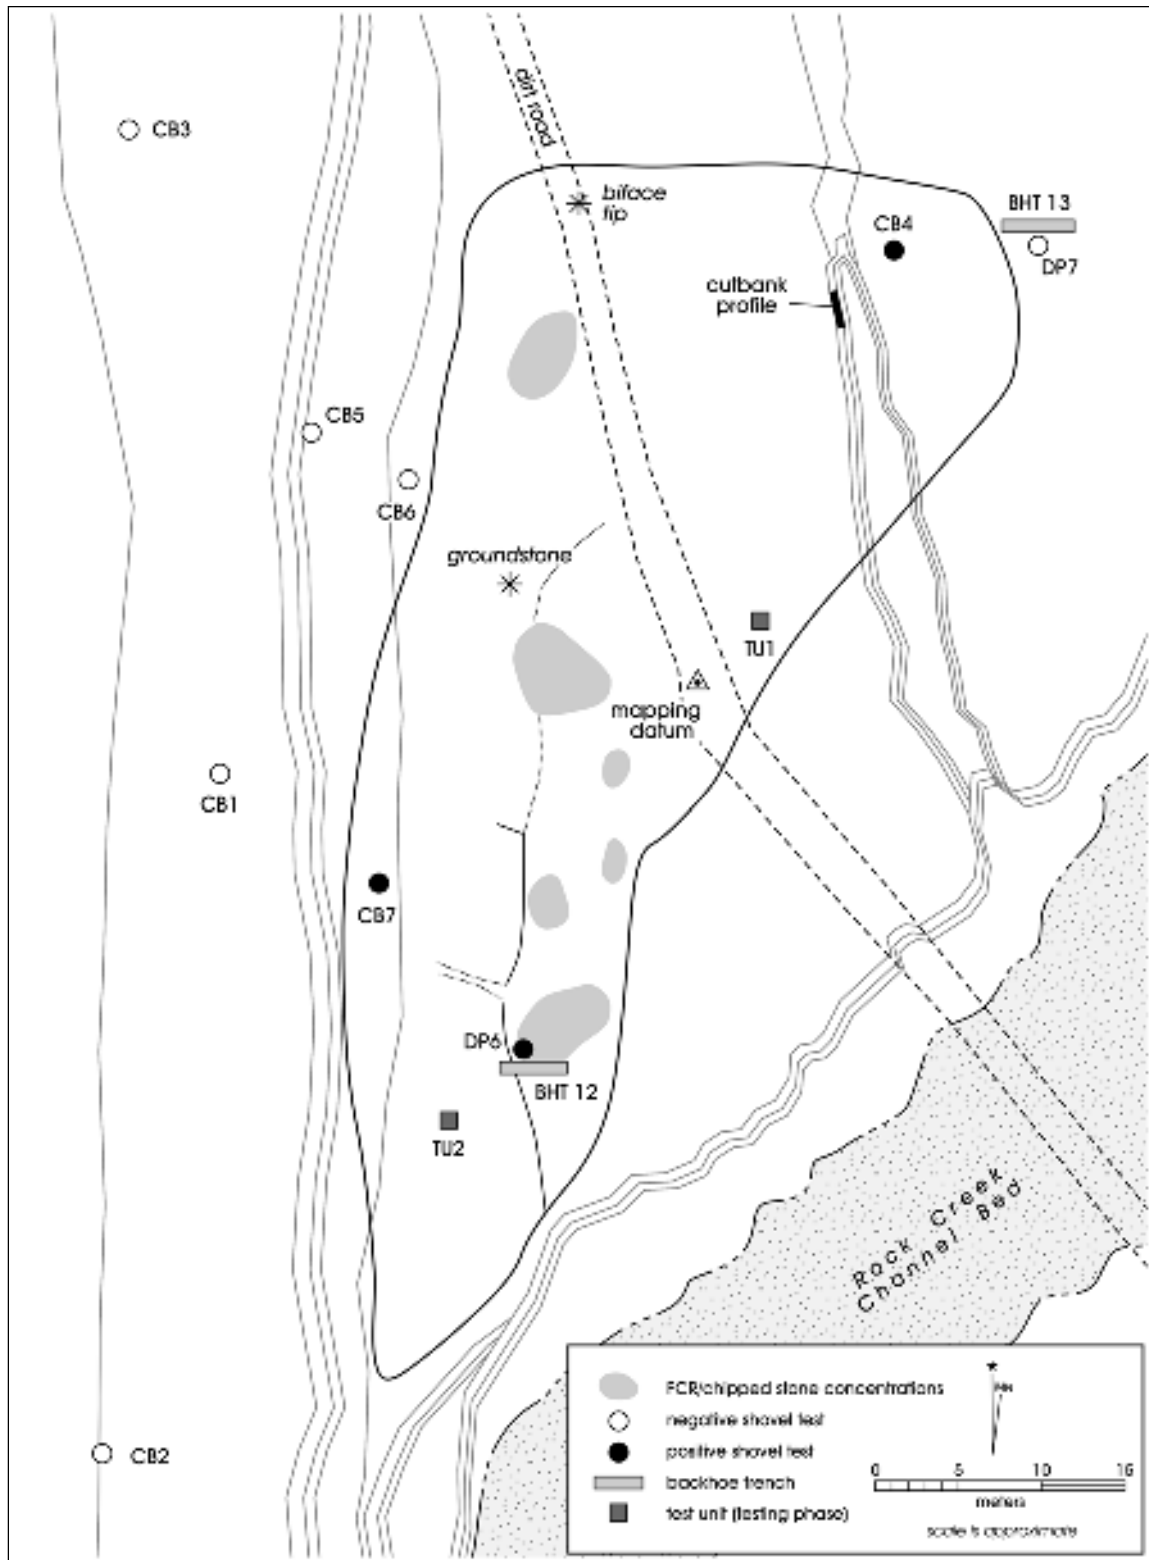 CB3
dirt road
biface
tip
BHT 13
CB4
DP7
cutbank
profile
CB5
CB6
groundstone
TU1
mapping
datum
CB1
CB7
DP6
BHT 12
TU2
Rock Creek
Channel Bed
CB2
FCR/chipped stone concentrations
negative shovel test
positive shovel test
backhoe trench
test unit (testing phase)
MN
0 5 10 15
meters
scale is approximate